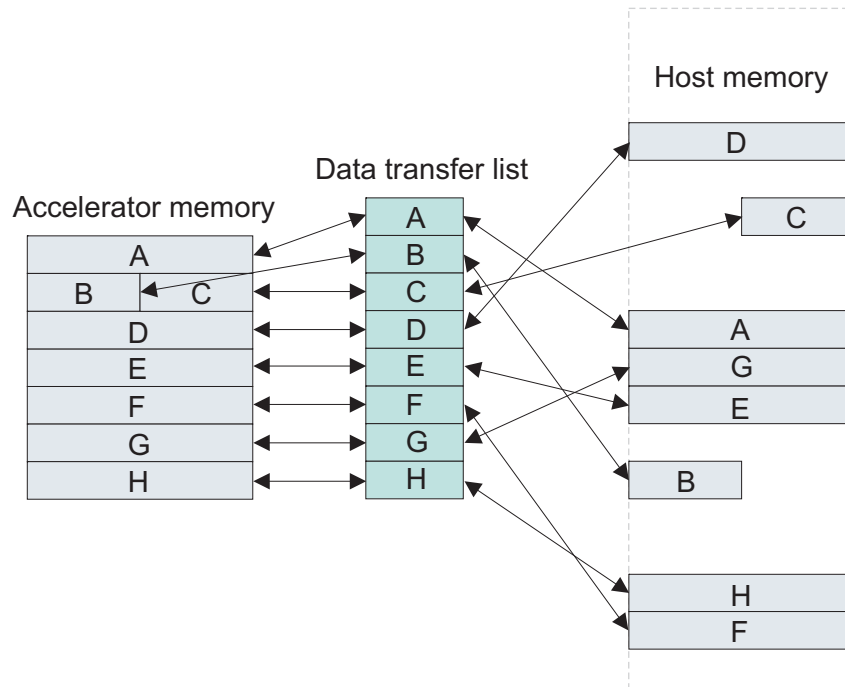 Host memory
D
Data transfer list
Accelerator memory
A
C
A
B
B
C
C
D
D
A
E
E
G
F
F
E
G
G
H
H
B
H
F